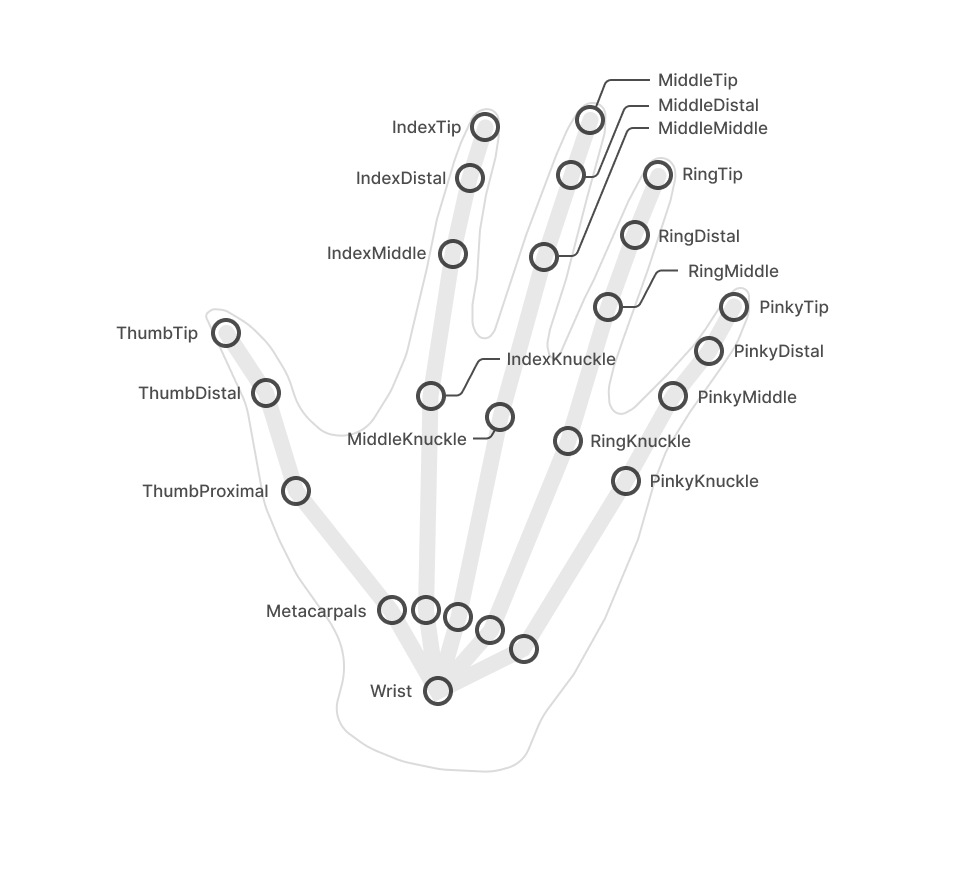 MiddleTip
MiddleDistal
IndexTip
MiddleMiddle
RingTip
IndexDistal
RingDistal
IndexMiddle
RingMiddle
PinkyTip
ThumbTip
PinkyDistal
IndexKnuckle
ThumbDistal
PinkyMiddle
MiddleKnuckle
RingKnuckle
PinkyKnuckle
ThumbProximal
Metacarpals
Wrist